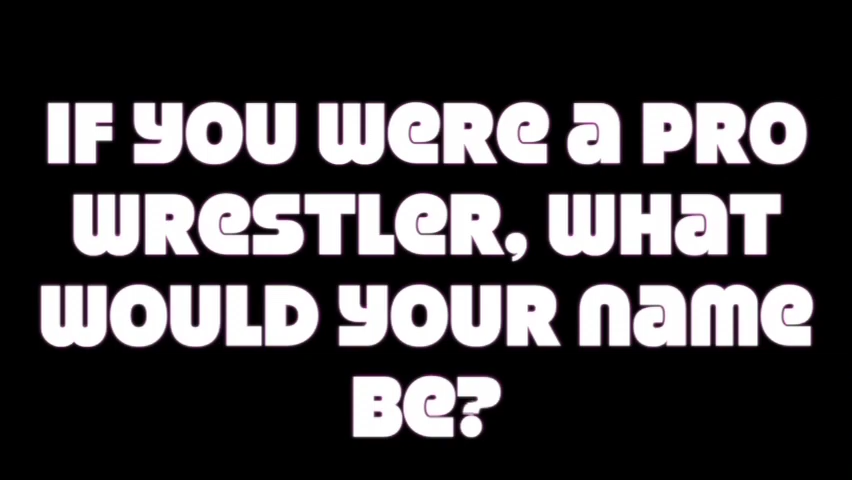 IF YOU WERE A PRO
WRESTLER, WHAT
WOULD YOUR NAME
BE?